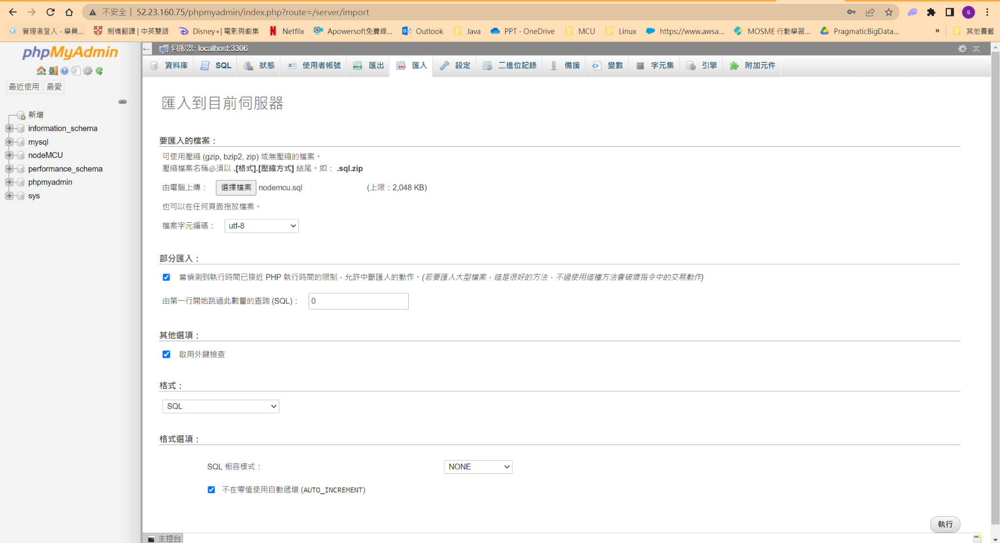 不安全 | 52.23.160.75/phpmyadmin/index.php?route=/server/import
S
管理者登入 - 學員... 劍橋翻譯 | 中英雙語 Disney+| 電影與劇集 Netflix Apowersoft免費線... Outlook Java PPT - OneDrive MCU Linux https://www.awsa... MOSME 行動學習... PragmaticBigData... » 其他書籤
phpMyAdmin
最近使用 最愛
新增
information_schema
mysql
nodeMCU
performance_schema
phpmyadmin
sys
伺服器: localhost:3306
資料庫 SQL 狀態 使用者帳號 匯出 匯入 設定 二進位記錄 備援 變數 字元集 引擎 附加元件
匯入到目前伺服器
要匯入的檔案：
可使用壓縮 (gzip, bzip2, zip) 或無壓縮的檔案。
壓縮檔案名稱必須以 .[格式].[壓縮方式] 結尾。如： .sql.zip
由電腦上傳： 選擇檔案 nodemcu.sql (上限：2,048 KB)
也可以在任何頁面拖放檔案。
檔案字元編碼： utf-8
部分匯入：
當偵測到執行時間已接近 PHP 執行時間的限制，允許中斷匯入的動作。(若要匯入大型檔案，這是很好的方法，不過使用這種方法會破壞指令中的交易動作)
由第一行開始跳過此數量的查詢 (SQL)： 0
其他選項：
啟用外鍵檢查
格式：
SQL
格式選項：
SQL 相容模式： NONE
不在零值使用自動遞增 (AUTO_INCREMENT)
執行
主控台